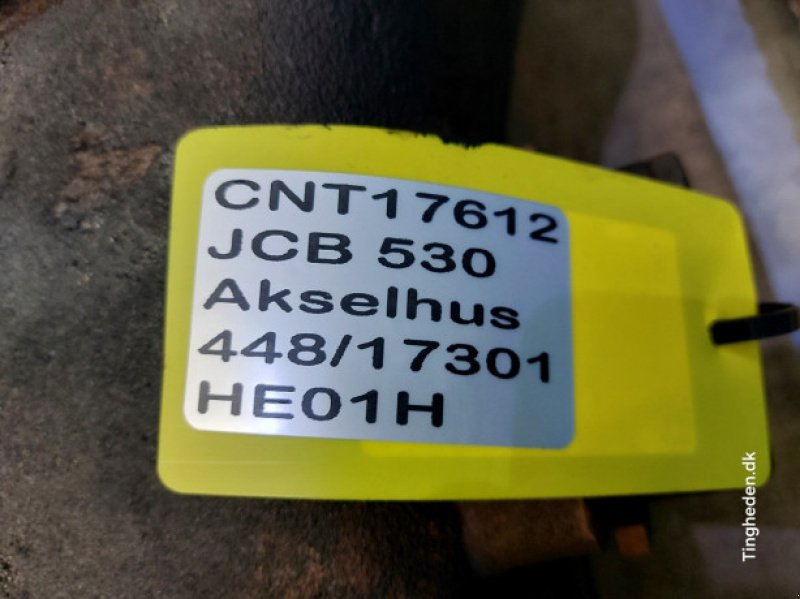 CNT17612
JCB 530
Akselhus
448/17301
HE01H
Tingheden.dk